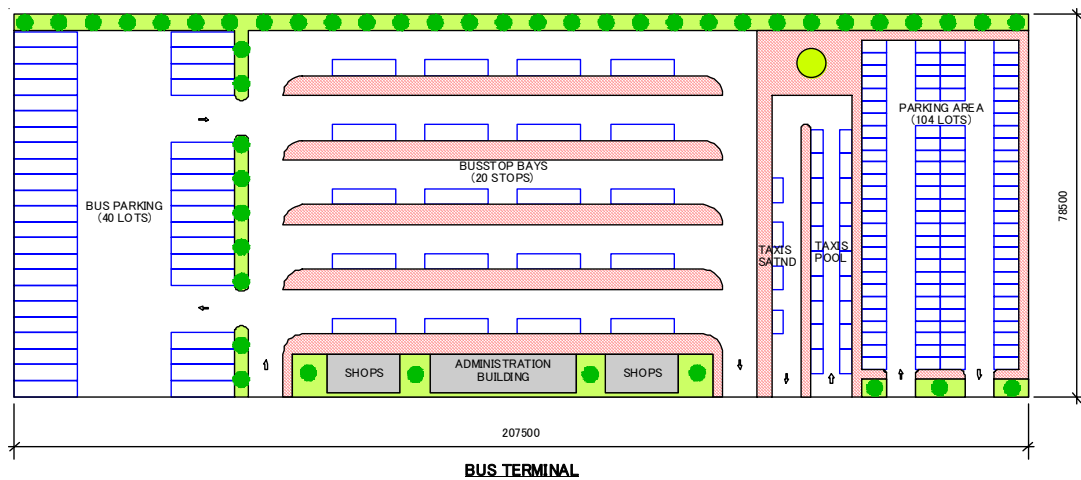 PARKING AREA
(104 LOTS)
BUSSTOP BAYS
(20 STOPS)
BUS PARKING
(40 LOTS)
TAXIS
SATND
TAXIS
POOL
78500
SHOPS
ADMINISTRATION
BUILDING
SHOPS
207500
BUS TERMINAL